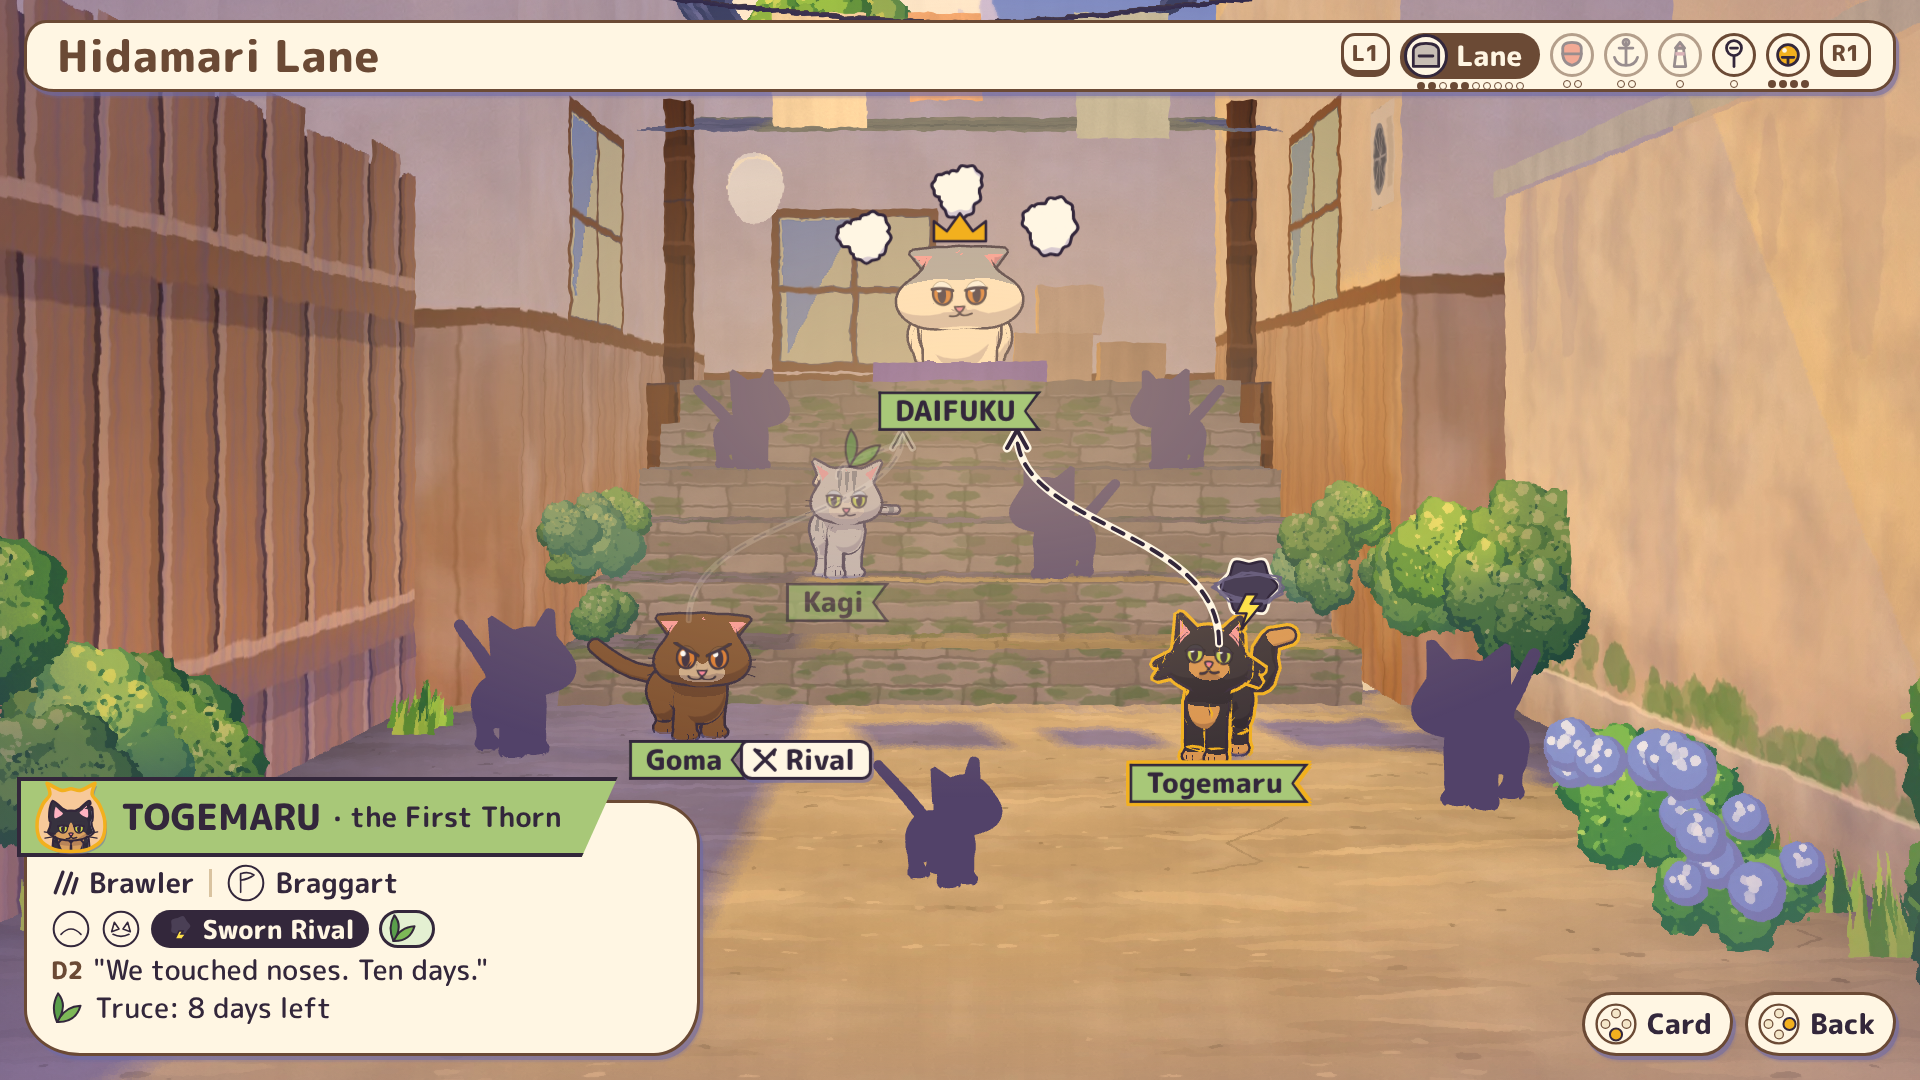 Hidamari Lane
L1
Lane
R1
DAIFUKU
Kagi
Goma
Rival
Togemaru
TOGEMARU · the First Thorn
Brawler
Braggart
Sworn Rival
D2 "We touched noses. Ten days."
Truce: 8 days left
Card
Back